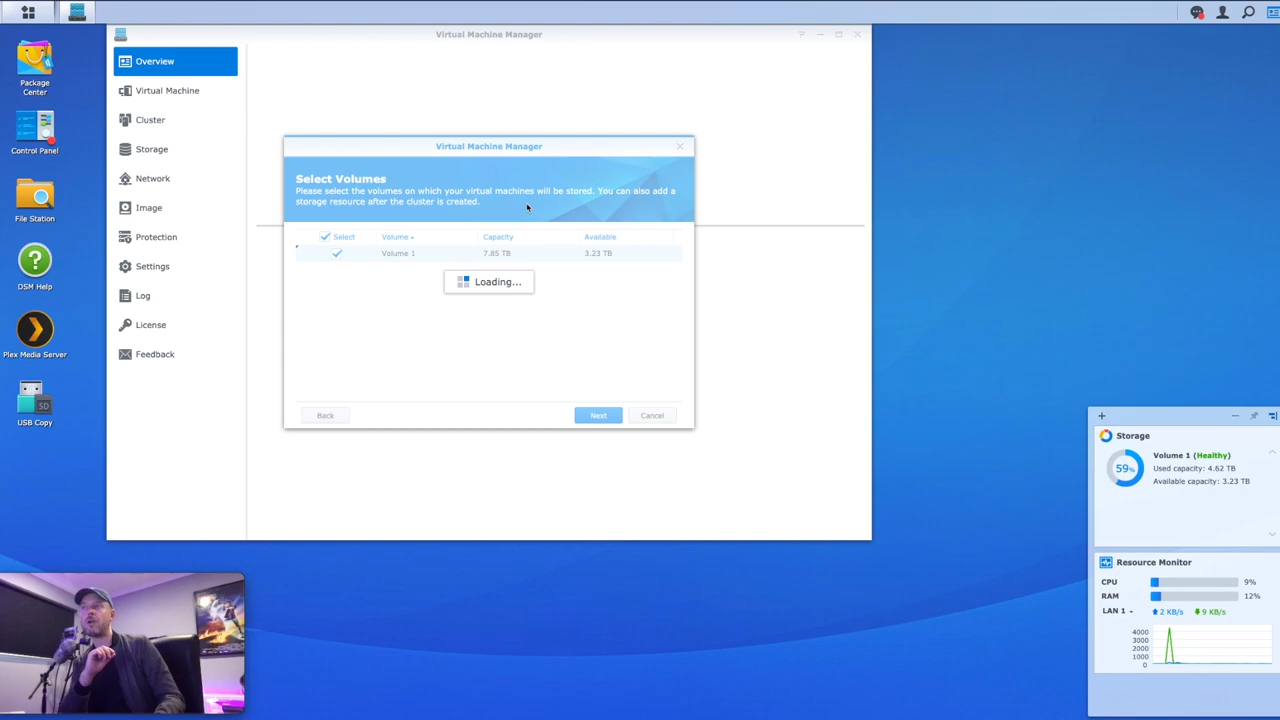 Virtual Machine Manager
Package
Center
Control Panel
File Station
DSM Help
Plex Media Server
SD
USB Copy
Overview
Virtual Machine
Cluster
Storage
Network
Image
Protection
Settings
Log
License
Feedback
Virtual Machine Manager
Select Volumes
Please select the volumes on which your virtual machines will be stored. You can also add a
storage resource after the cluster is created.
Select Volume Capacity Available
Volume 1 7.85 TB 3.23 TB
Loading...
Back Next Cancel
Storage
59%
Volume 1 (Healthy)
Used capacity: 4.62 TB
Available capacity: 3.23 TB
Resource Monitor
CPU 9%
RAM 12%
LAN 1 2 KB/s 9 KB/s
4000
3000
2000
1000
0